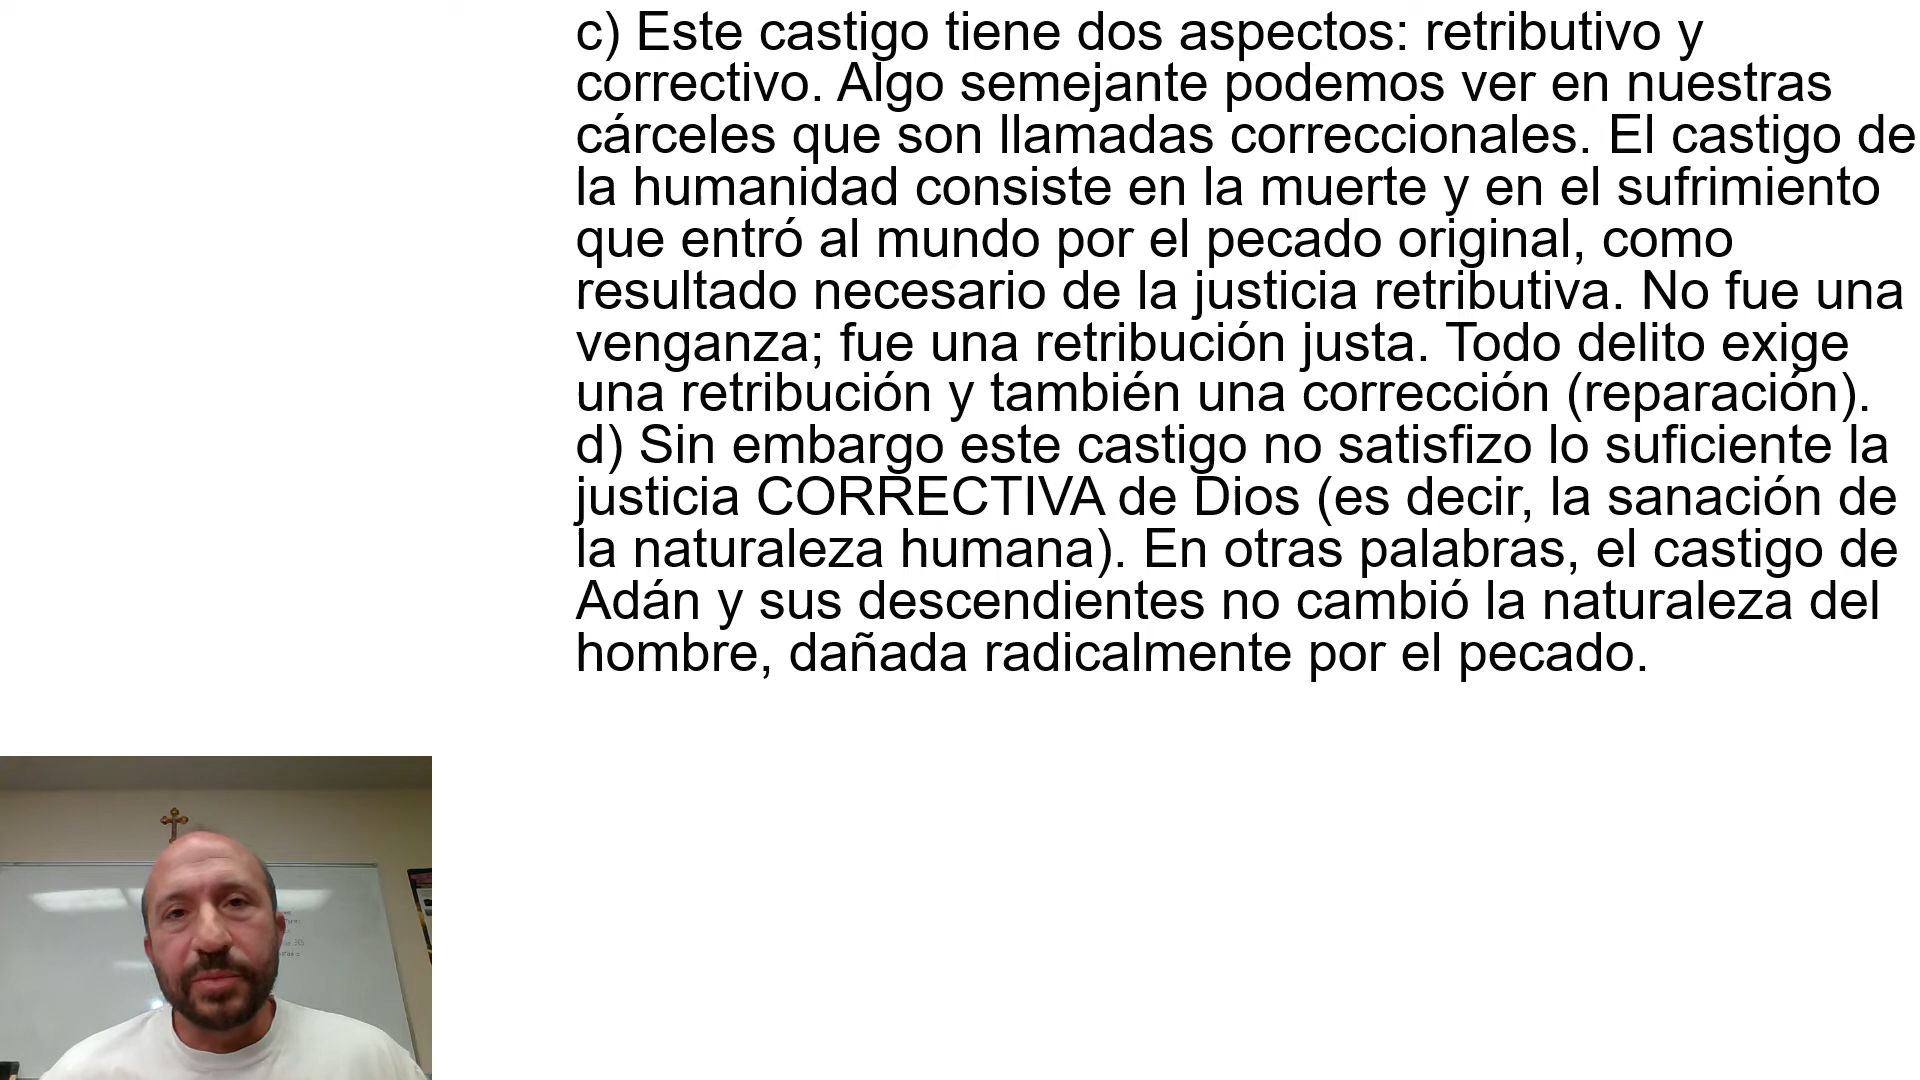 c) Este castigo tiene dos aspectos: retributivo y
correctivo. Algo semejante podemos ver en nuestras
cárceles que son llamadas correccionales. El castigo de
la humanidad consiste en la muerte y en el sufrimiento
que entró al mundo por el pecado original, como
resultado necesario de la justicia retributiva. No fue una
venganza; fue una retribución justa. Todo delito exige
una retribución y también una corrección (reparación).
d) Sin embargo este castigo no satisfizo lo suficiente la
justicia CORRECTIVA de Dios (es decir, la sanación de
la naturaleza humana). En otras palabras, el castigo de
Adán y sus descendientes no cambió la naturaleza del
hombre, dañada radicalmente por el pecado.